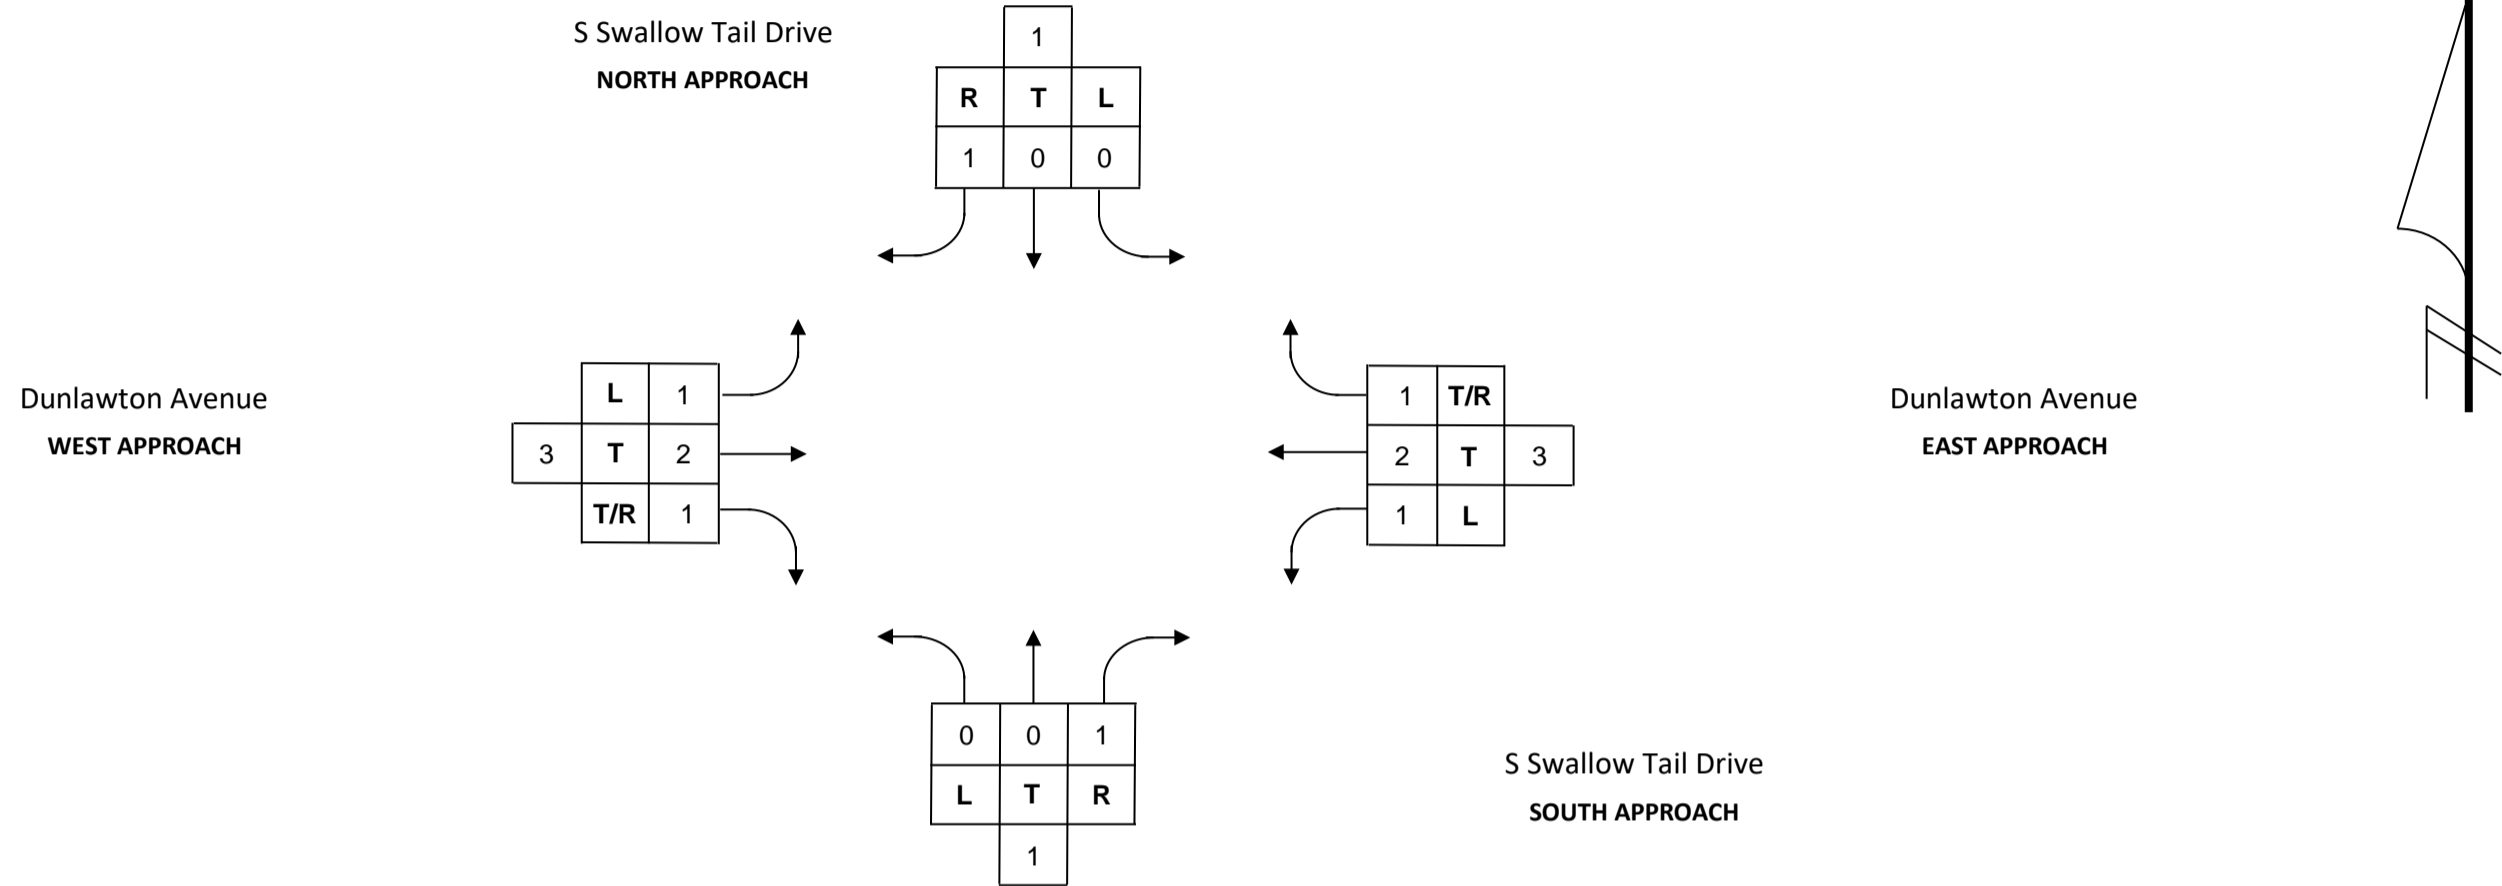 S Swallow Tail Drive
NORTH APPROACH
1
R T L
1 0 0
Dunlawton Avenue
WEST APPROACH
L 1
3 T 2
T/R 1
1 T/R
2 T 3
1 L
Dunlawton Avenue
EAST APPROACH
0 0 1
L T R
1
S Swallow Tail Drive
SOUTH APPROACH